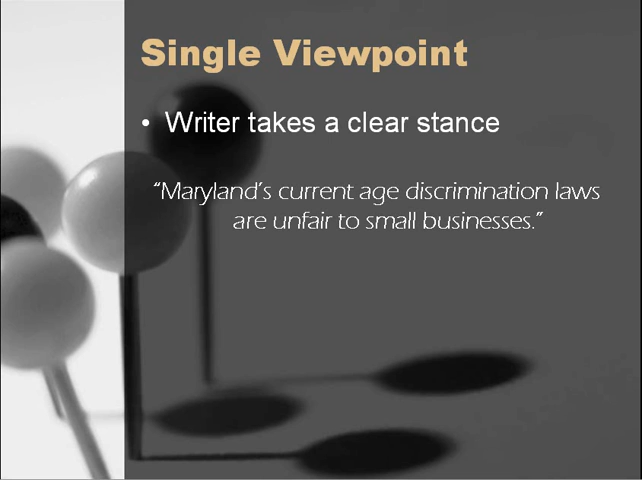 Single Viewpoint
• Writer takes a clear stance
“Maryland’s current age discrimination laws
are unfair to small businesses.”